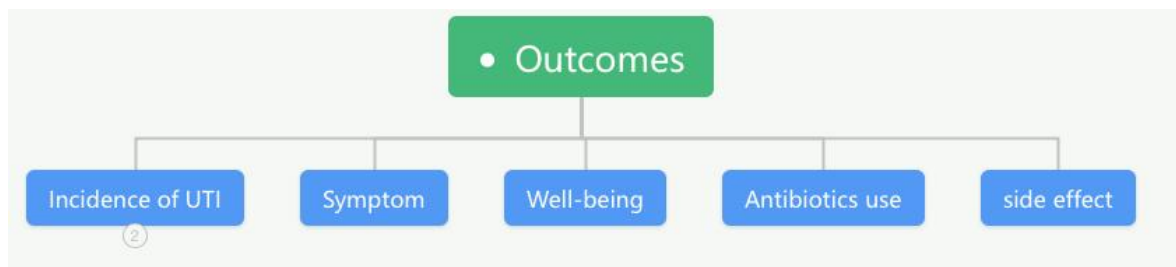 • Outcomes
Incidence of UTI
Symptom
Well-being
Antibiotics use
side effect
2